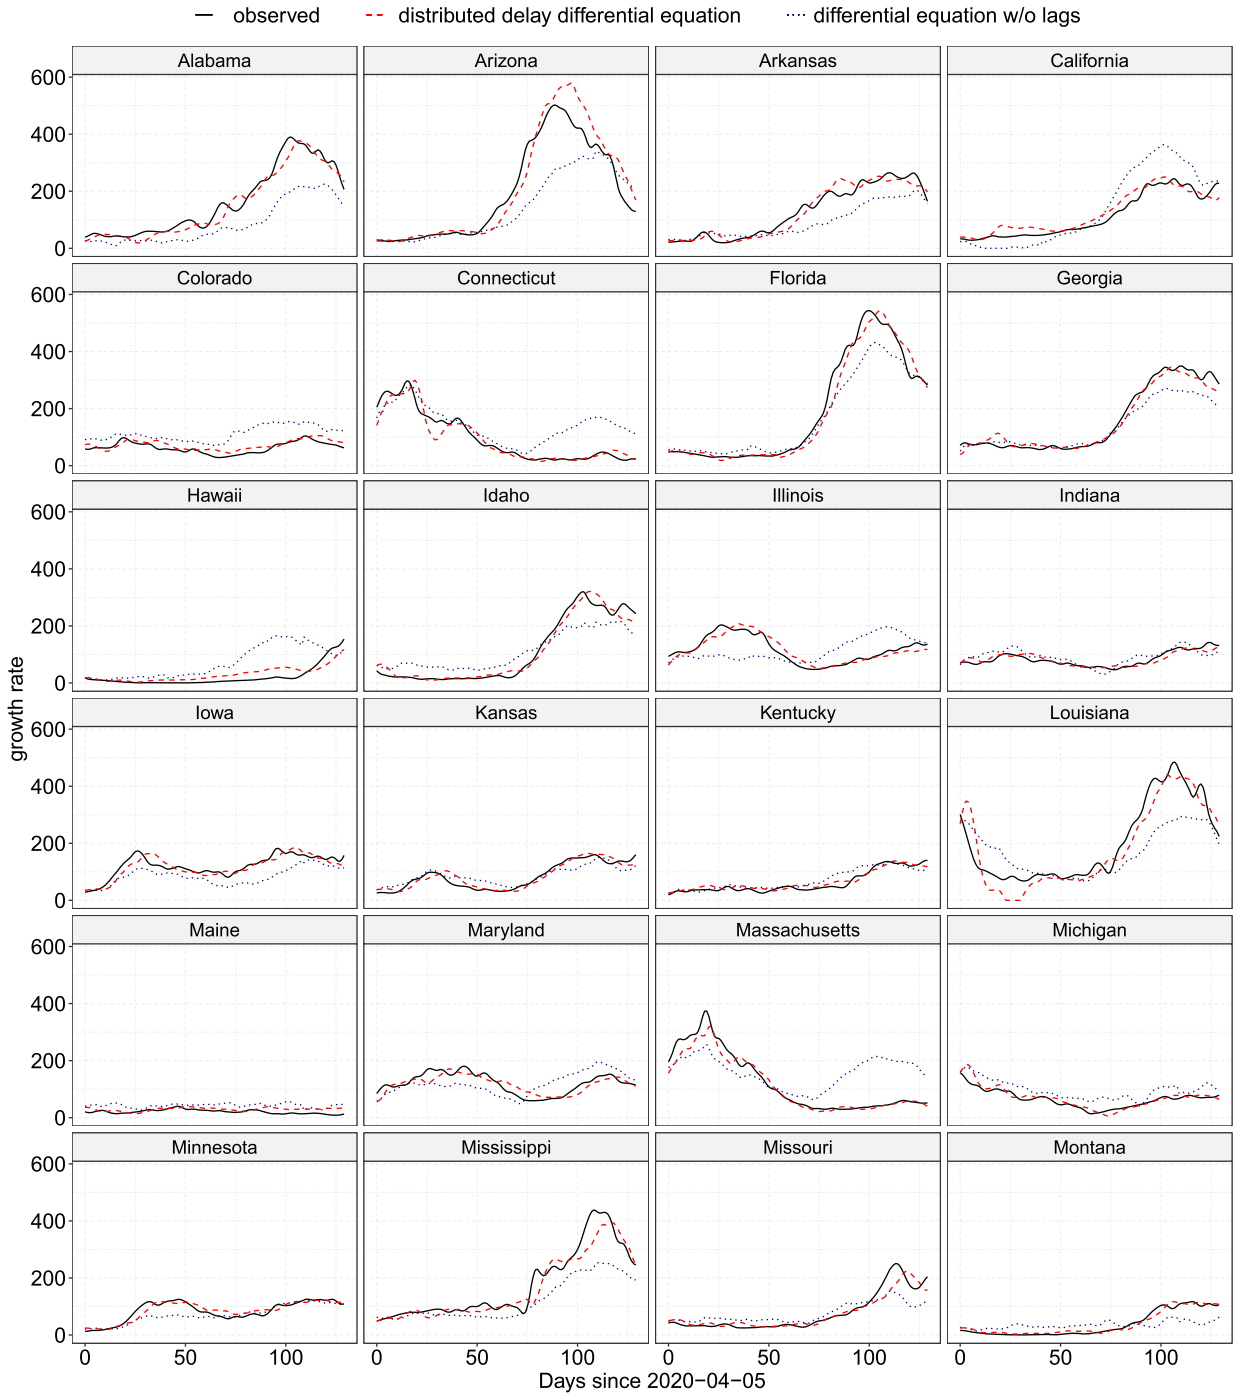 observed distributed delay differential equation differential equation w/o lags
Alabama Arizona Arkansas California
600
400
200
0
Colorado Connecticut Florida Georgia
600
400
200
0
Hawaii Idaho Illinois Indiana
600
400
200
0
growth rate
Iowa Kansas Kentucky Louisiana
600
400
200
0
Maine Maryland Massachusetts Michigan
600
400
200
0
Minnesota Mississippi Missouri Montana
600
400
200
0
0 50 100 0 50 100 0 50 100 0 50 100
Days since 2020−04−05